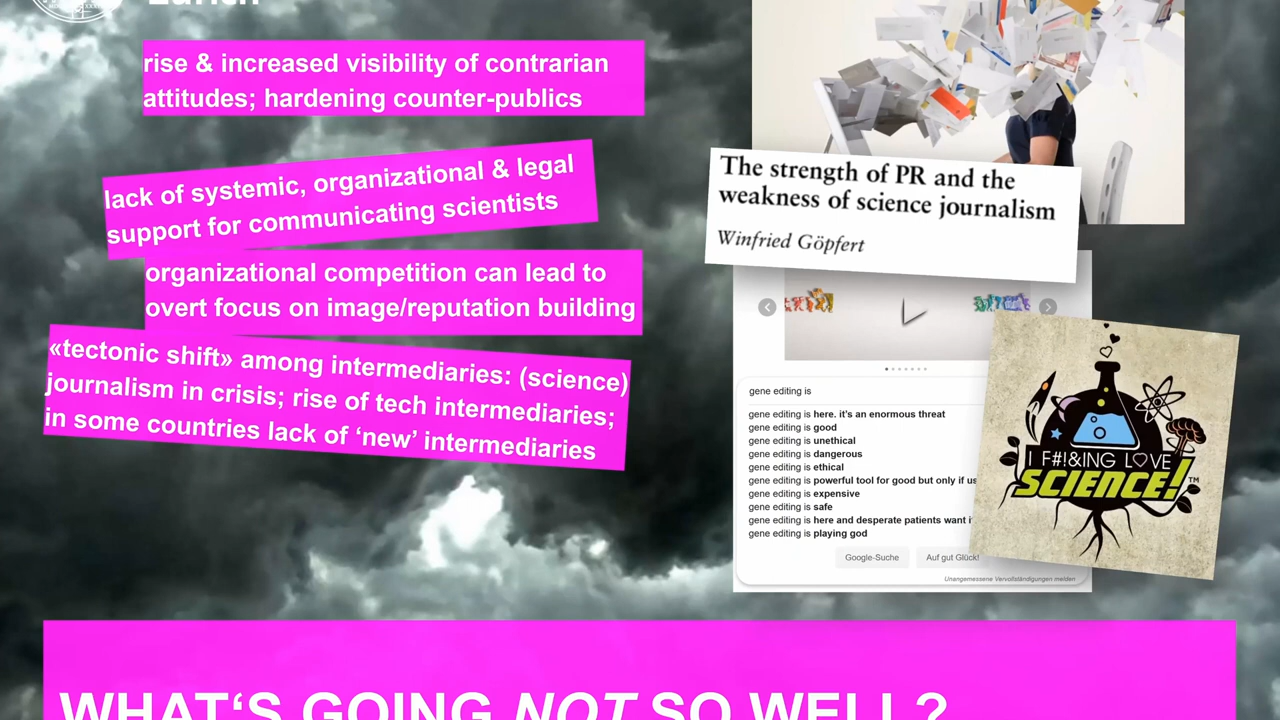 rise & increased visibility of contrarian
attitudes; hardening counter-publics
lack of systemic, organizational & legal
support for communicating scientists
organizational competition can lead to
overt focus on image/reputation building
«tectonic shift» among intermediaries: (science)
journalism in crisis; rise of tech intermediaries;
in some countries lack of ‘new’ intermediaries
The strength of PR and the
weakness of science journalism
Winfried Göpfert
gene editing is
gene editing is here. it's an enormous threat
gene editing is good
gene editing is unethical
gene editing is dangerous
gene editing is ethical
gene editing is powerful tool for good but only if
gene editing is expensive
gene editing is safe
gene editing is here and desperate patients want
gene editing is playing god
Google-Suche
Auf gut Glück!
Unangemessene Vervollständigungen melden
I F#!&ING LOVE
SCIENCE!™
WHAT‘S GOING NOT SO WELL?